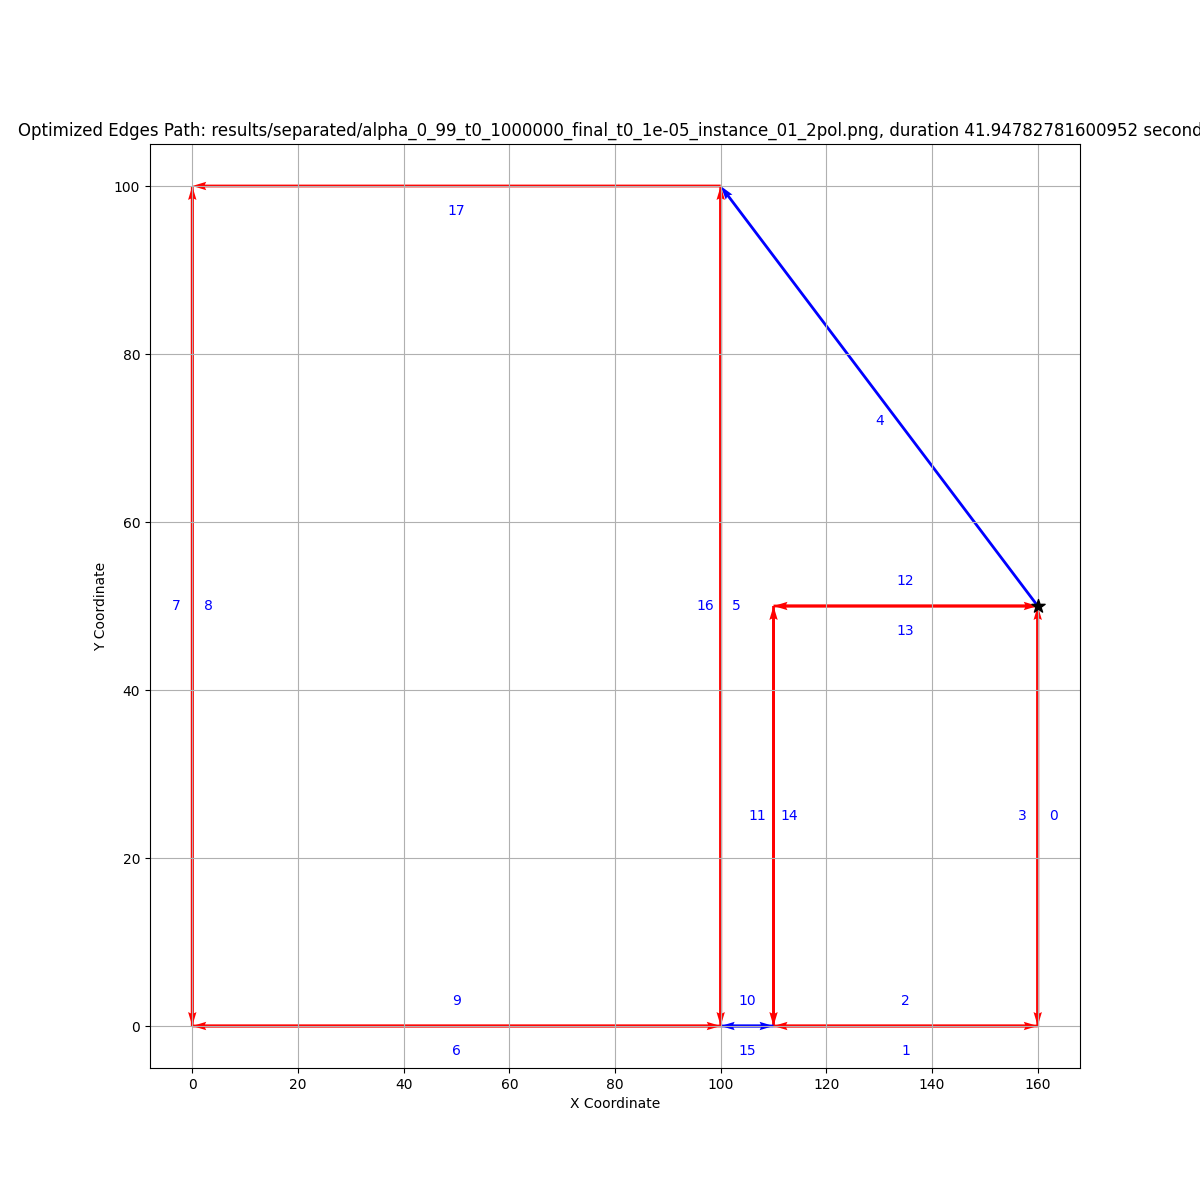 Optimized Edges Path: results/separated/alpha_0_99_t0_1000000_final_t0_1e-05_instance_01_2pol.png, duration 41.94782781600952 second
100
17
80
4
60
12
7 8 16 5
13
Y Coordinate
40
11 14 3 0
20
9 10 2
0
6 15 1
0 20 40 60 80 100 120 140 160
X Coordinate